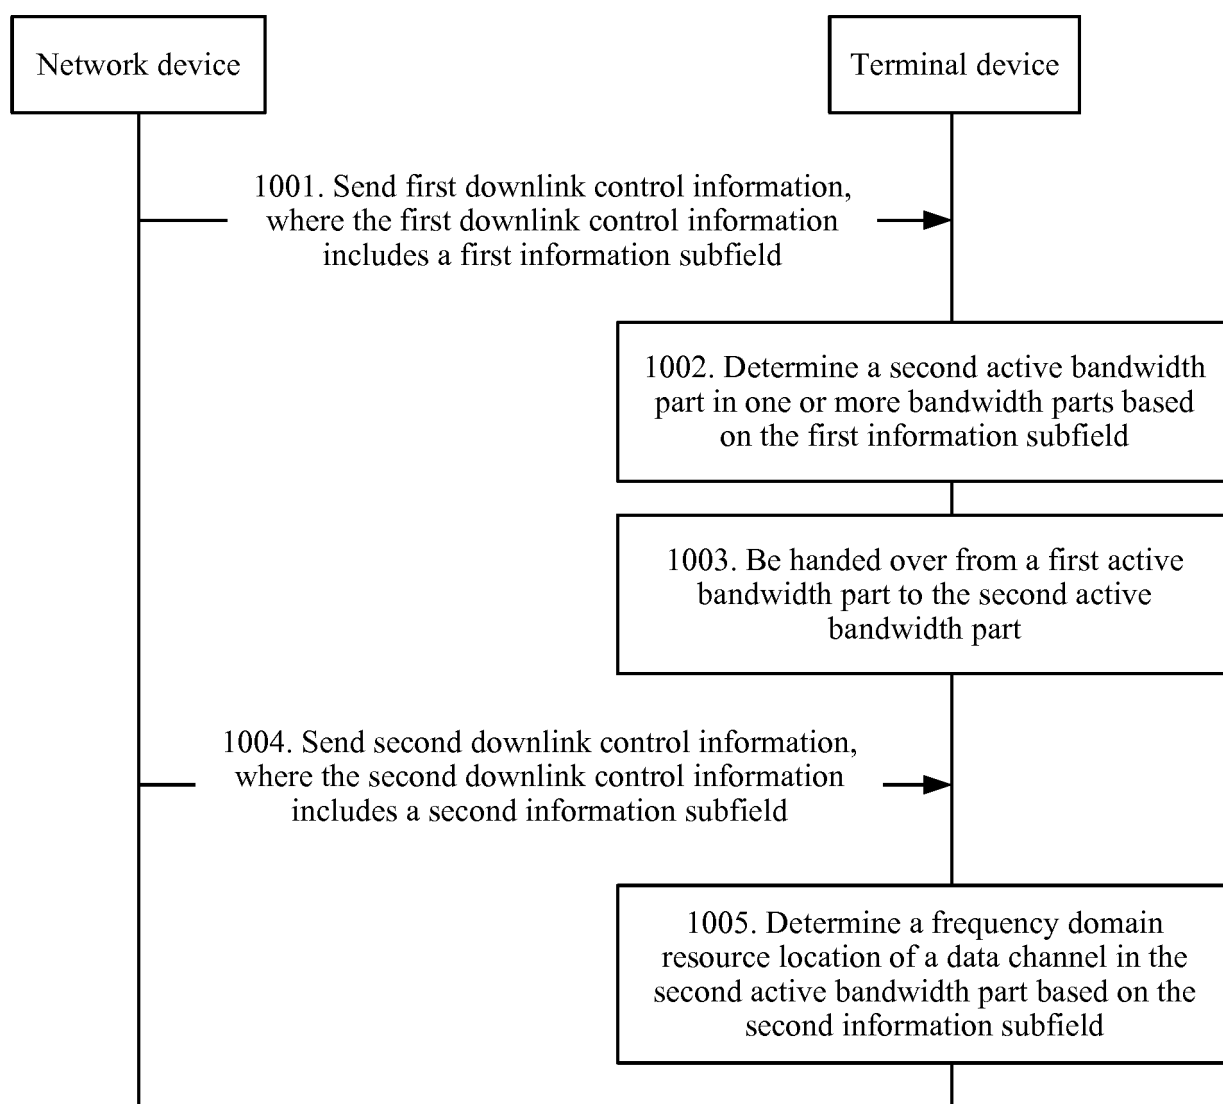 Network device
Terminal device
1001. Send first downlink control information,
where the first downlink control information
includes a first information subfield
1002. Determine a second active bandwidth
part in one or more bandwidth parts based
on the first information subfield
1003. Be handed over from a first active
bandwidth part to the second active
bandwidth part
1004. Send second downlink control information,
where the second downlink control information
includes a second information subfield
1005. Determine a frequency domain
resource location of a data channel in the
second active bandwidth part based on the
second information subfield